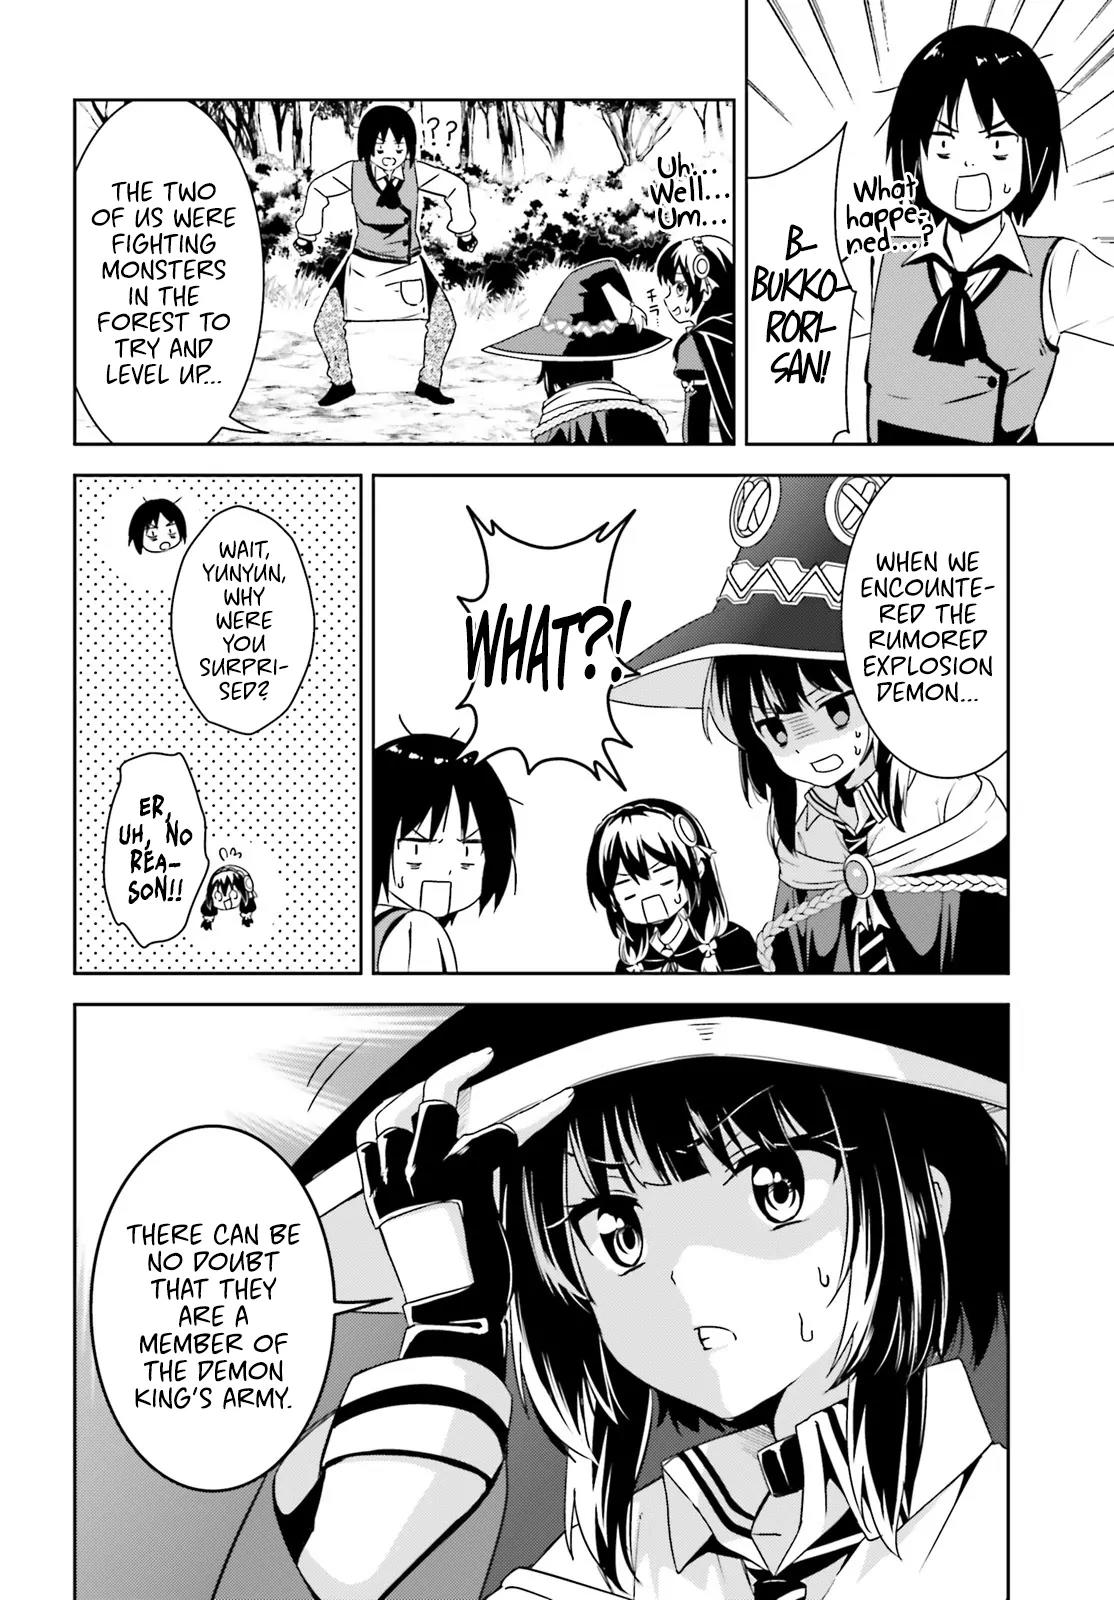 B-
BUKKO-
RORI-
SAN!
What
happe-
ned...?
Uh...
Well...
Um...
??
チラ
THE TWO
OF US WERE
FIGHTING
MONSTERS
IN THE
FOREST TO
TRY AND
LEVEL UP...
WHEN WE
ENCOUNTE-
RED THE
RUMORED
EXPLOSION
DEMON...
WHAT?!
WAIT,
YUNYUN,
WHY
WERE
YOU
SURPRI-
SED?
ER,
UH, NO
REA-
SON!!
THERE CAN BE
NO DOUBT
THAT THEY
ARE A
MEMBER OF
THE DEMON
KING'S ARMY.